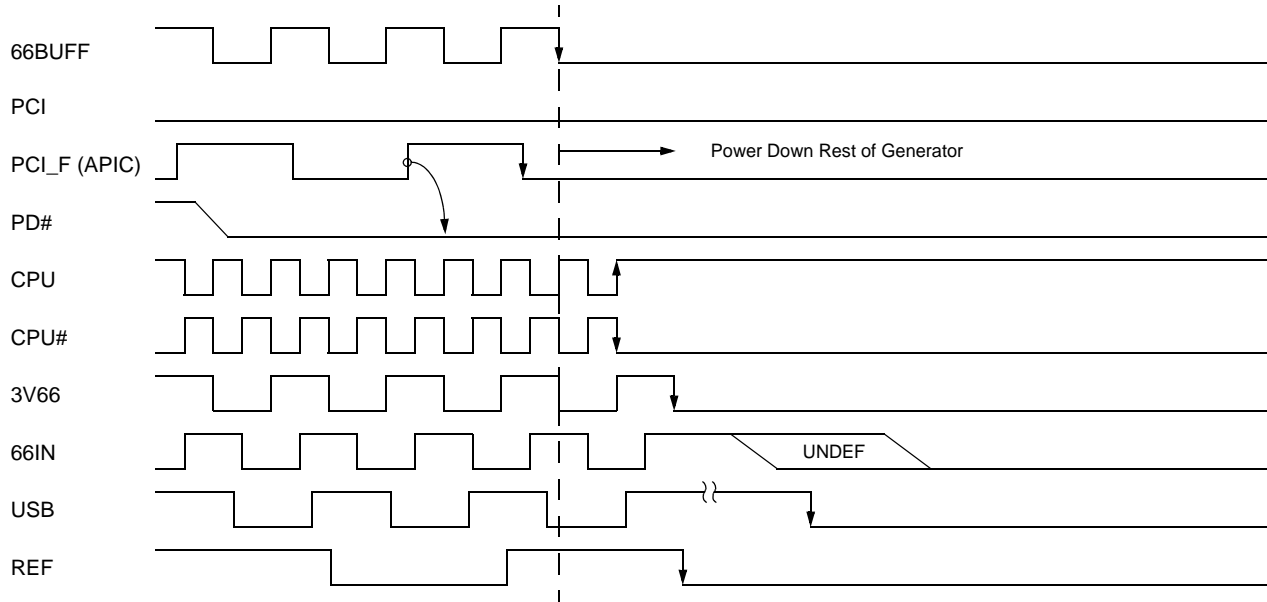 66BUFF
PCI
PCI_F (APIC)
Power Down Rest of Generator
PD#
CPU
CPU#
3V66
66IN
UNDEF
USB
REF